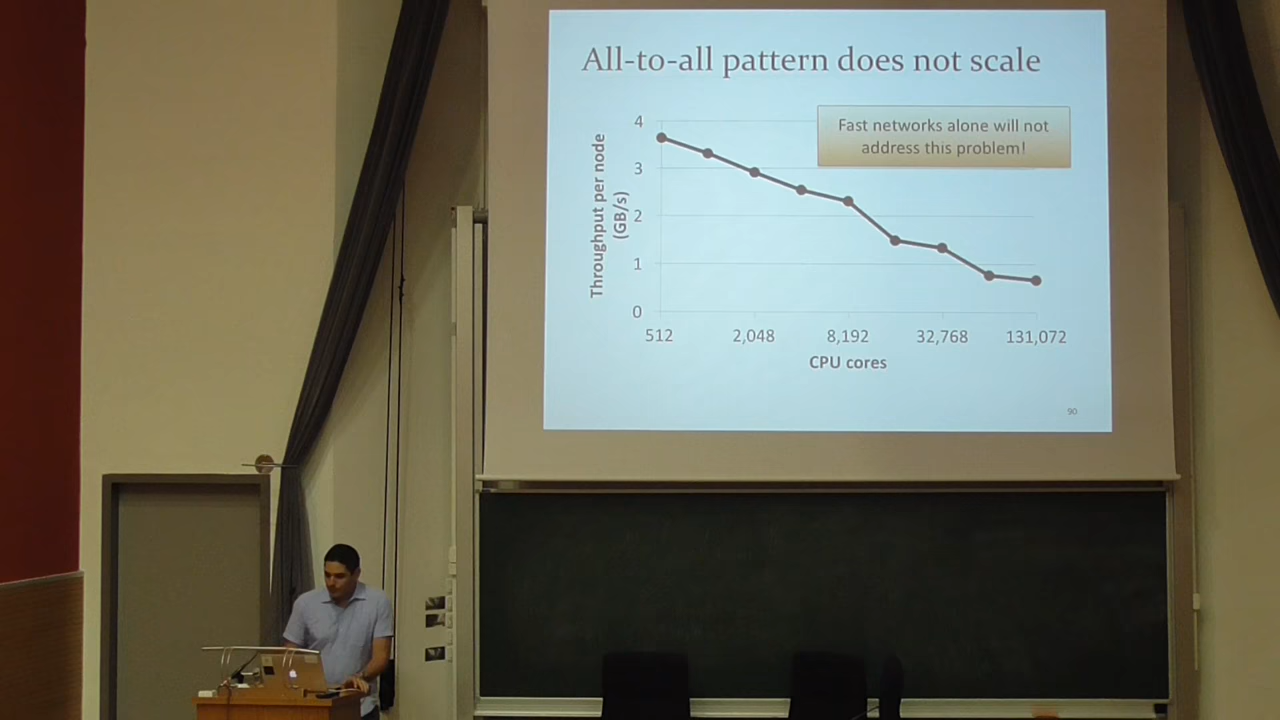 All-to-all pattern does not scale
Fast networks alone will not
address this problem!
Throughput per node
(GB/s)
4
3
2
1
0
512
2,048
8,192
32,768
131,072
CPU cores
90